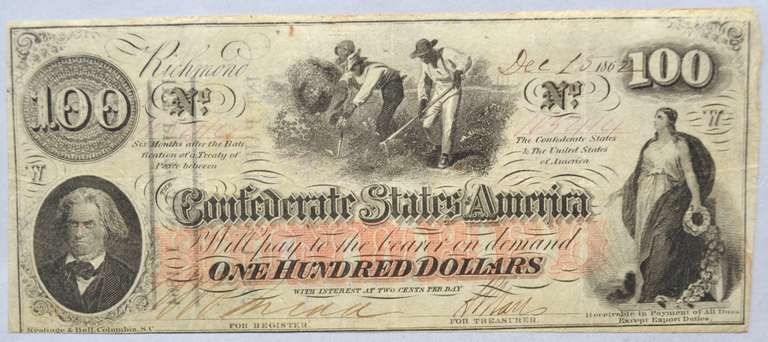 100
Richmond
Dec 15 1862
100
No.
No.
Six Months after the Rati
fication of a Treaty of
Peace between
The Confederate States
& The United States
of America
Confederate States of America
Will pay to the bearer on demand
ONE HUNDRED DOLLARS
WITH INTEREST AT TWO CENTS PER DAY
FOR REGISTER
FOR TREASURER.
Keatinge & Ball, Columbia, S.C
Receivable in Payment of All Dues
Except Export Duties.